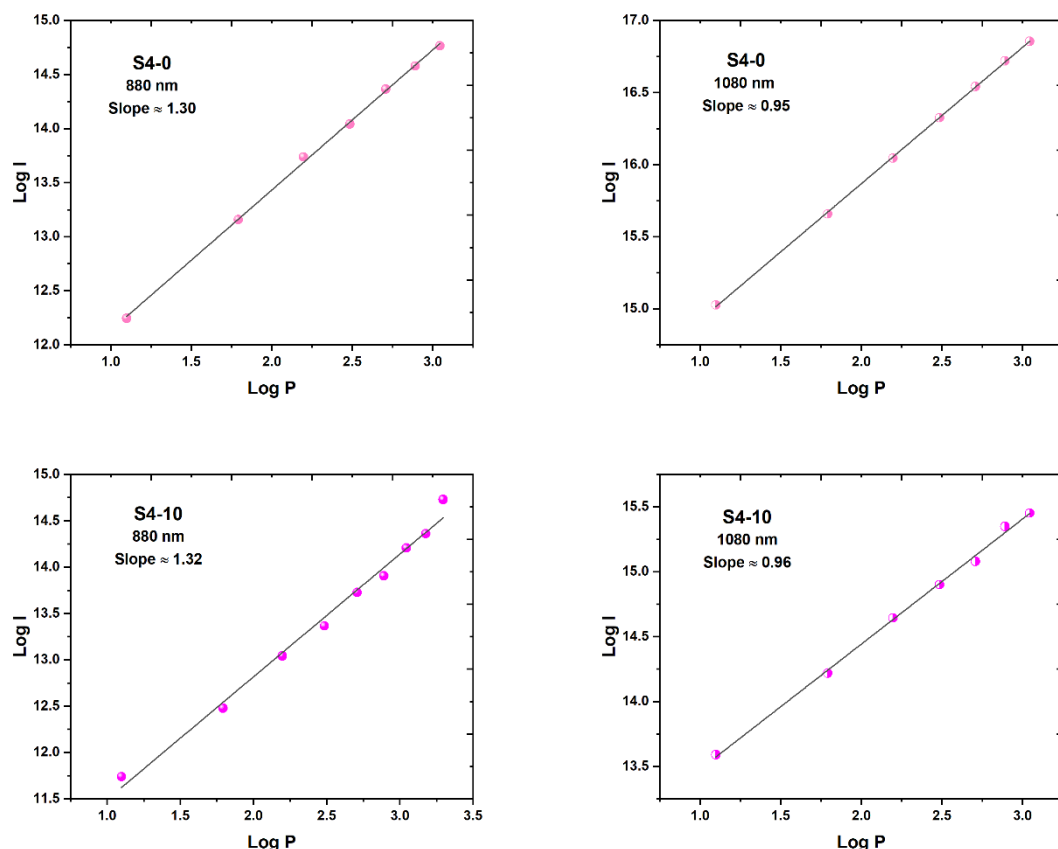 S4-0
880 nm
Slope ≈ 1.30
15.0
14.5
14.0
13.5
13.0
12.5
12.0
Log I
1.0 1.5 2.0 2.5 3.0
Log P
S4-0
1080 nm
Slope ≈ 0.95
17.0
16.5
16.0
15.5
15.0
Log I
1.0 1.5 2.0 2.5 3.0
Log P
S4-10
880 nm
Slope ≈ 1.32
15.0
14.5
14.0
13.5
13.0
12.5
12.0
11.5
Log I
1.0 1.5 2.0 2.5 3.0 3.5
Log P
S4-10
1080 nm
Slope ≈ 0.96
15.5
15.0
14.5
14.0
13.5
Log I
1.0 1.5 2.0 2.5 3.0
Log P